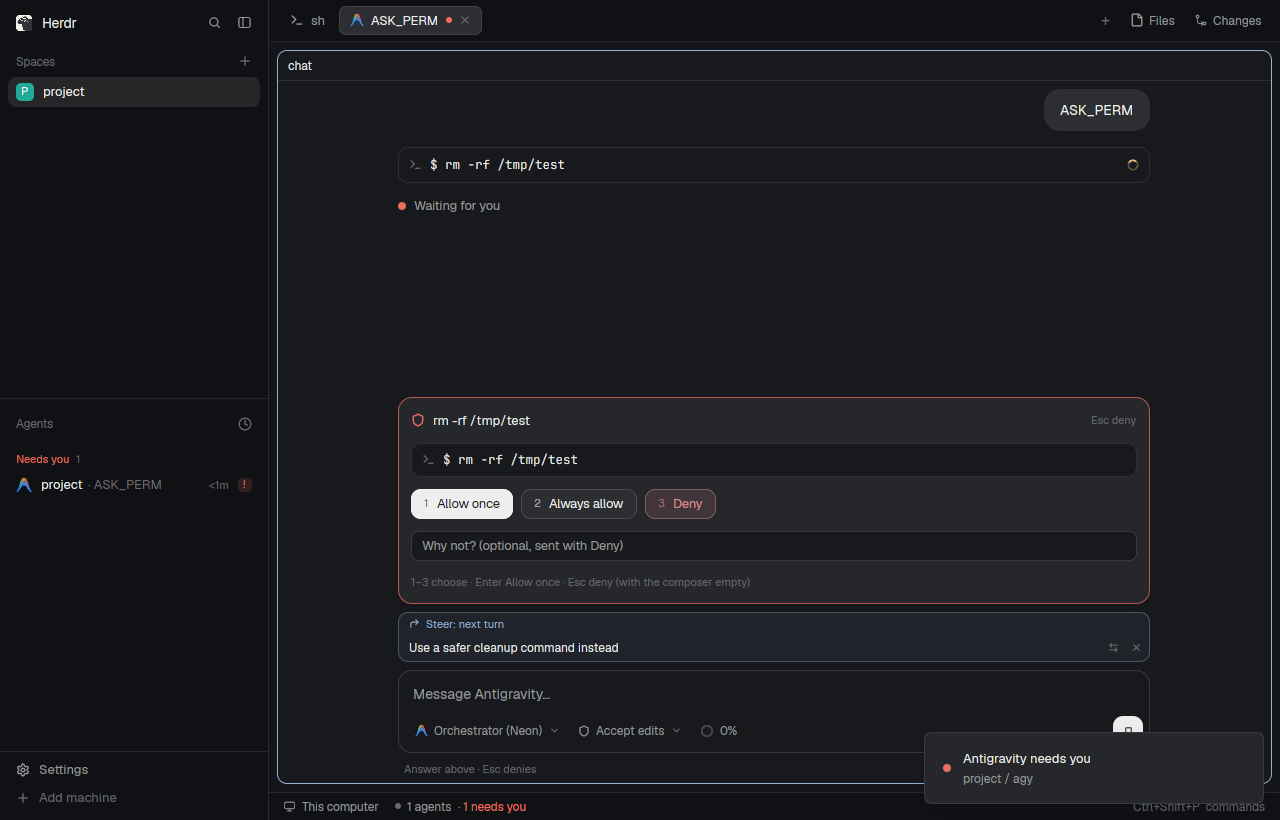 Herdr
Spaces
P project
Agents
Needs you 1
project · ASK_PERM <1m !
Settings
Add machine
sh
ASK_PERM
Files
Changes
chat
ASK_PERM
$ rm -rf /tmp/test
Waiting for you
rm -rf /tmp/test
Esc deny
$ rm -rf /tmp/test
1 Allow once
2 Always allow
3 Deny
Why not? (optional, sent with Deny)
1–3 choose · Enter Allow once · Esc deny (with the composer empty)
Steer: next turn
Use a safer cleanup command instead
Message Antigravity…
Orchestrator (Neon)
Accept edits
0%
Answer above · Esc denies
Antigravity needs you
project / agy
This computer
1 agents · 1 needs you
Ctrl+Shift+P commands